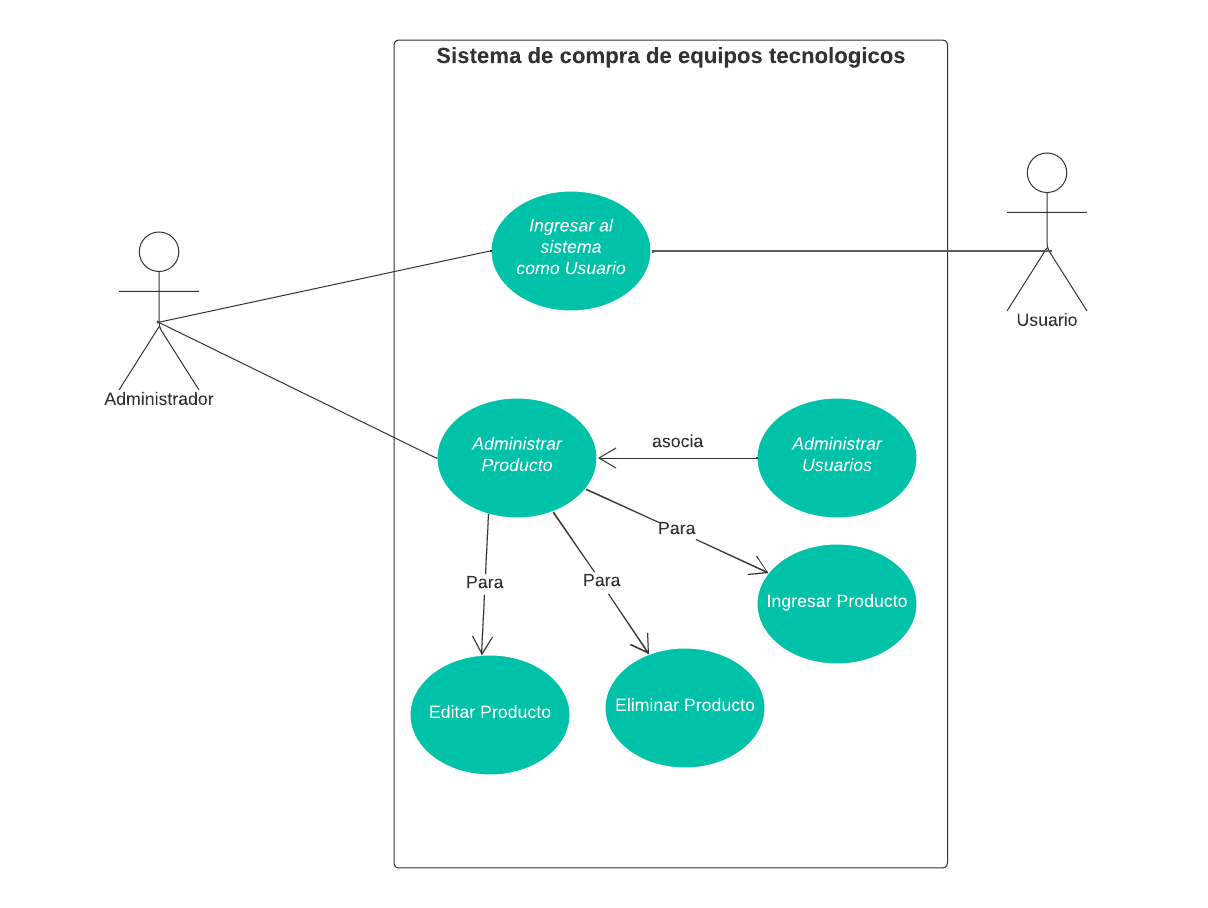 Sistema de compra de equipos tecnologicos
Ingresar al
sistema
como Usuario
Usuario
Administrador
Administrar
Producto
asocia
Administrar
Usuarios
Para
Para
Para
Ingresar Producto
Editar Producto
Eliminar Producto